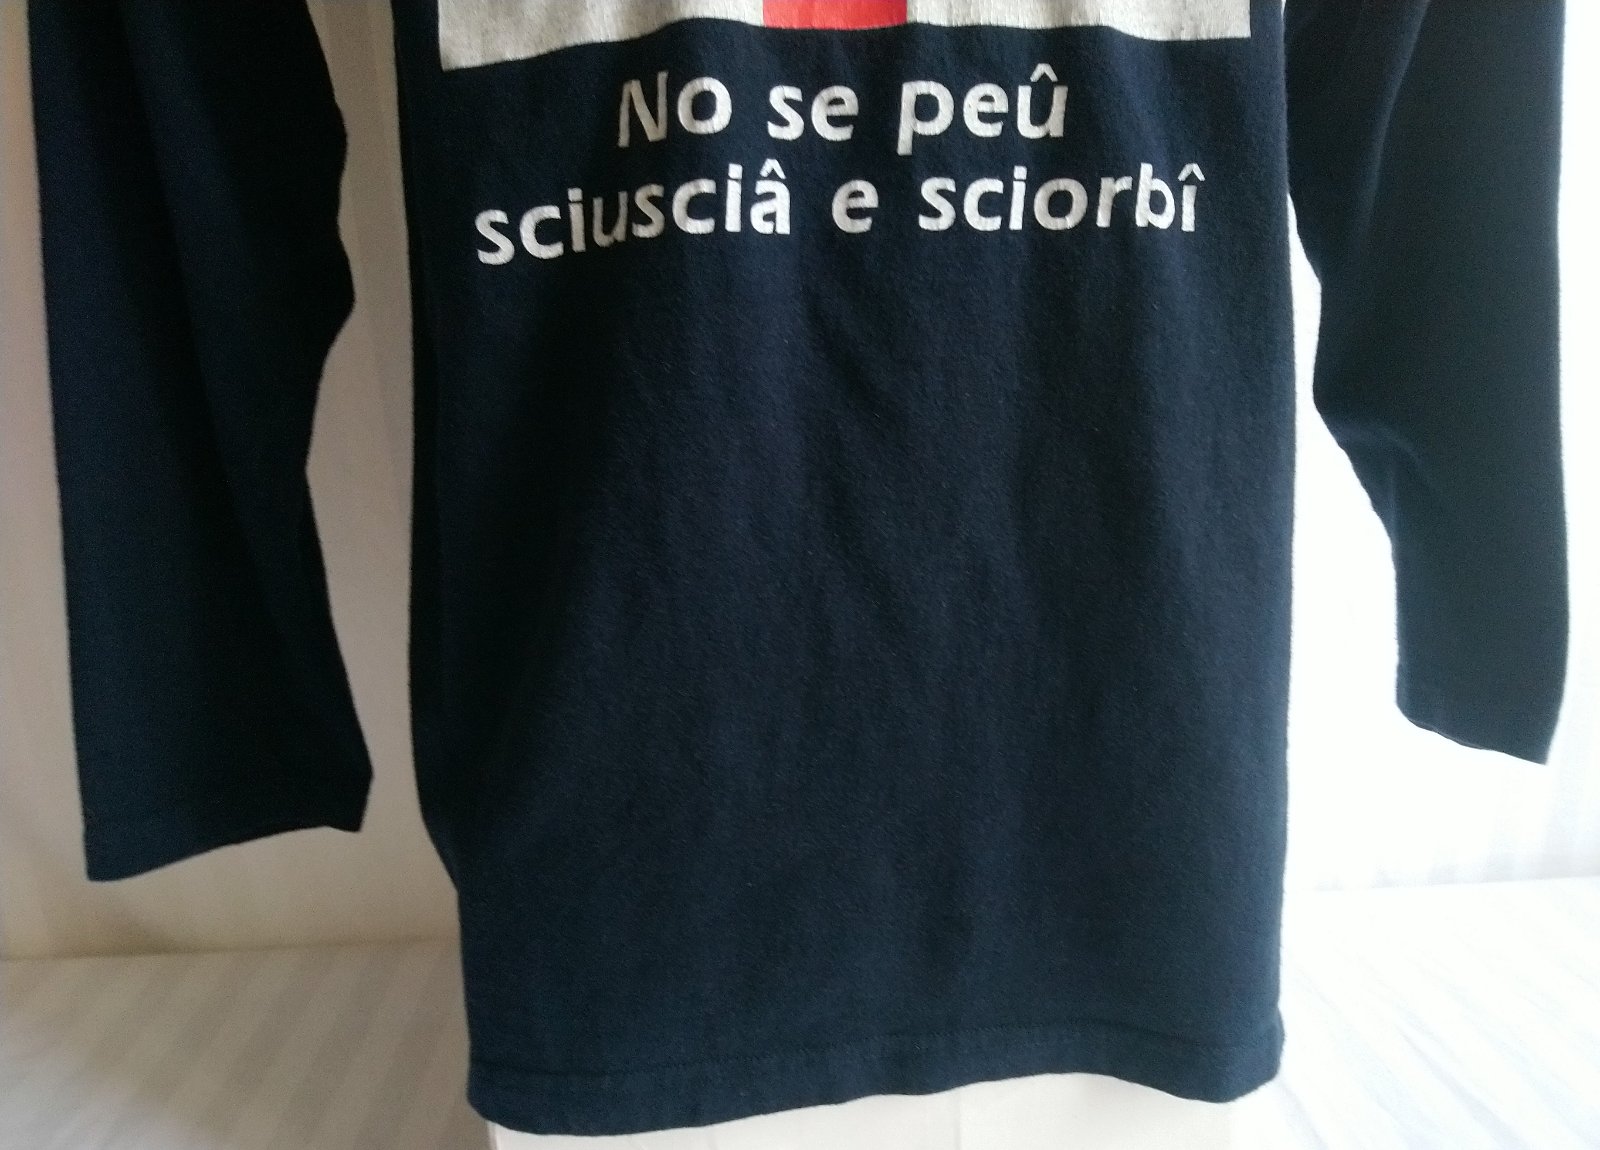 No se peû
sciusciâ e sciorbî